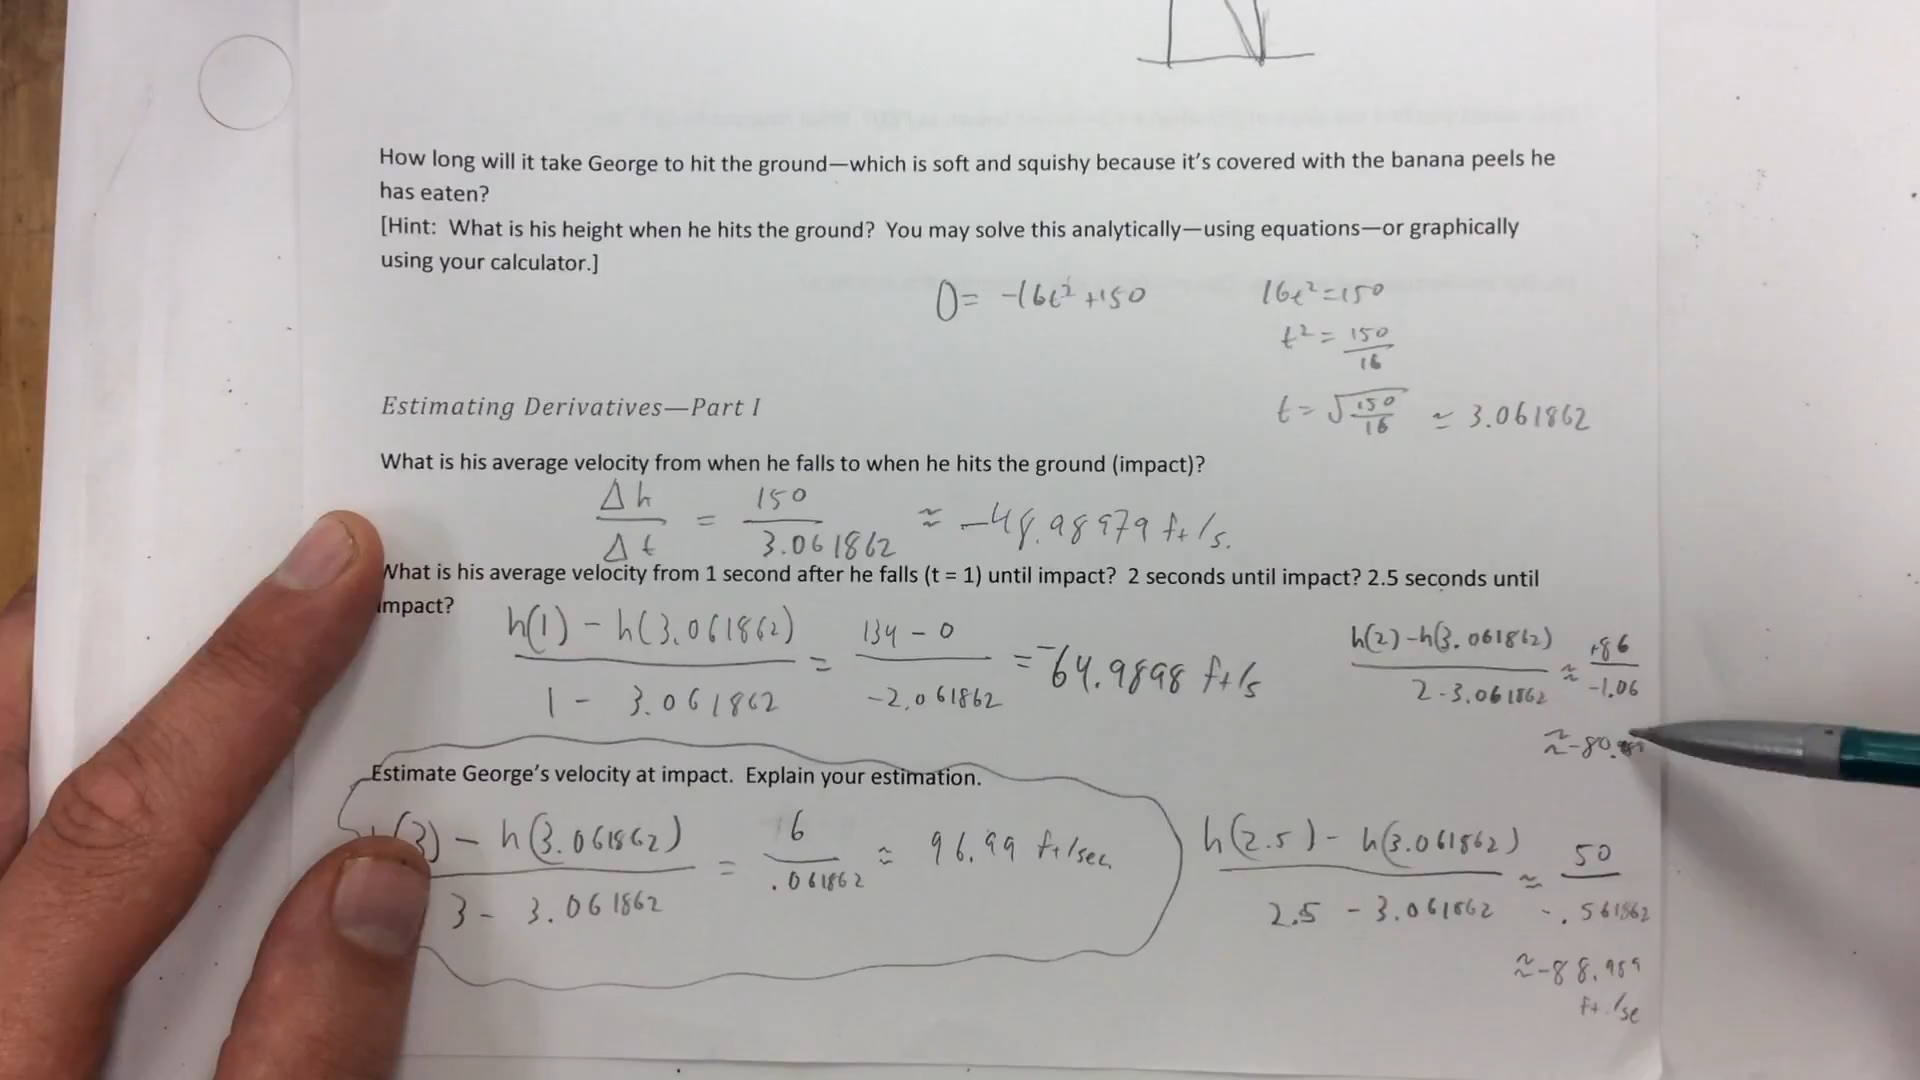 How long will it take George to hit the ground—which is soft and squishy because it's covered with the banana peels he
has eaten?
[Hint: What is his height when he hits the ground? You may solve this analytically—using equations—or graphically
using your calculator.]
0 = -16t² + 150
16t² = 150
t² = 150/16
t = √150/16 ≃ 3.061862
Estimating Derivatives—Part I
What is his average velocity from when he falls to when he hits the ground (impact)?
Δh/Δt = 150/3.061862 ≈ -48.98979 ft/s.
What is his average velocity from 1 second after he falls (t = 1) until impact? 2 seconds until impact? 2.5 seconds until
impact?
h(1) - h(3.061862)/1 - 3.061862 = 134 - 0/-2.061862 = -64.9898 ft/s
h(2) - h(3.061862)/2 - 3.061862 ≈ +86/-1.06
≈ -80.
Estimate George's velocity at impact. Explain your estimation.
(3) - h(3.061862)/3 - 3.061862 = 6/.061862 ≈ 96.99 ft/sec
h(2.5) - h(3.061862)/2.5 - 3.061862 ≈ 50/-.561862
≈ -88.989
ft./se